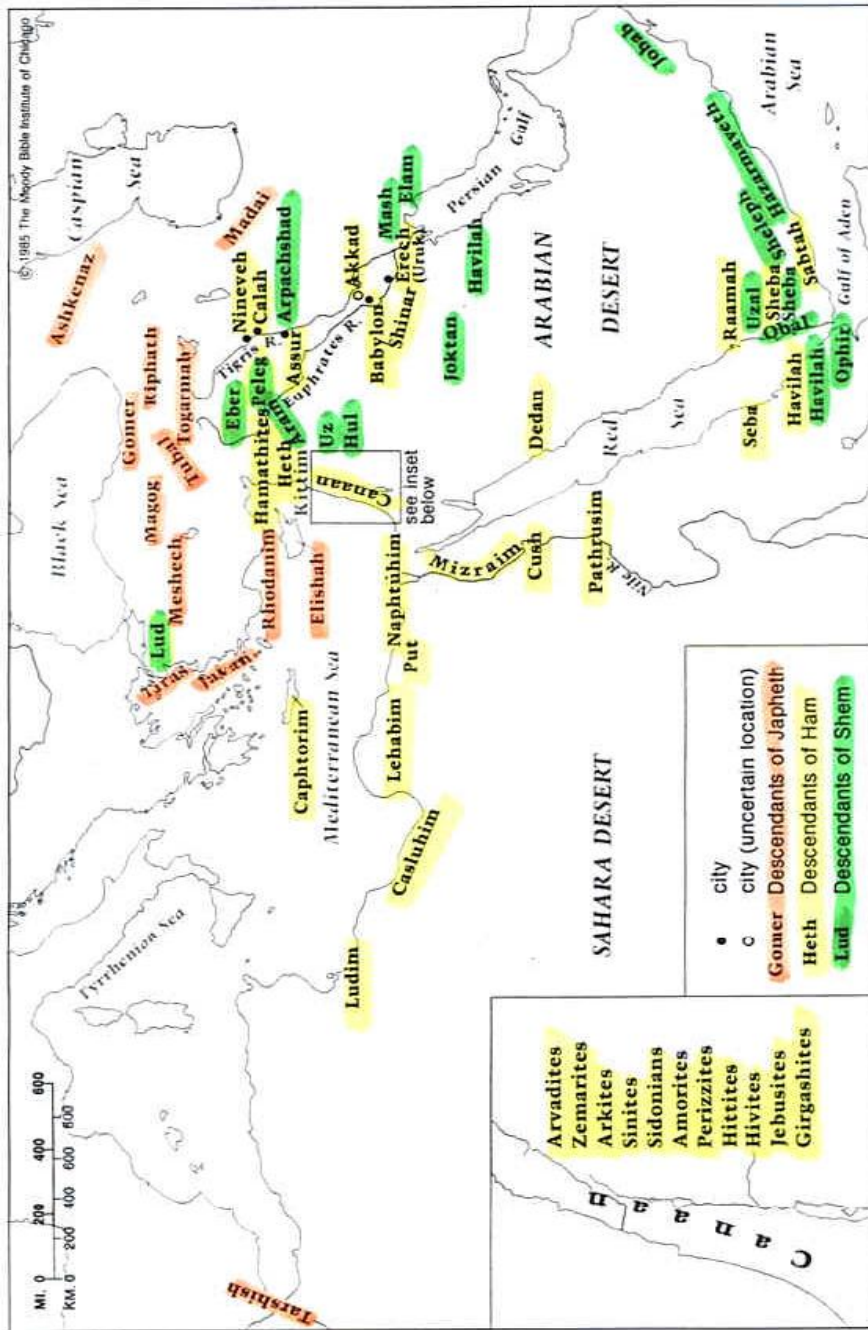 © 1985 The Moody Bible Institute of Chicago
MI. 0 200 400 600
KM. 0 200 400 600 800
Caspian
Sea
Black Sea
Tyrrhenian Sea
Mediterranean Sea
Persian
Gulf
Arabian
Sea
Gulf of Aden
Red
Sea
Nile R.
Tigris R.
Euphrates R.
ARABIAN
DESERT
SAHARA DESERT
Ashkenaz
Madai
Riphath
Gomer
Togarmah
Tubal
Magog
Meshech
Lud
Tiras
Javan
Rhodanim
Elishah
Kittim
Tarshish
Nineveh
Calah
Arpachshad
Assur
Eber
Peleg
Aram
Hamathites
Heth
Uz
Hul
Akkad
Babylon
Shinar
Erech
(Uruk)
Mash
Elam
Havilah
Joktan
Canaan
see inset
below
Caphtorim
Naphtuhim
Put
Lehabim
Casluhim
Ludim
Mizraim
Cush
Pathrusim
Dedan
Seba
Raamah
Uzal
Sheba
Sheba
Sabtah
Sheleph
Hazarmaveth
Jobab
Obal
Havilah
Havilah
Ophir
city
city (uncertain location)
Gomer Descendants of Japheth
Heth Descendants of Ham
Lud Descendants of Shem
Canaan
Arvadites
Zemarites
Arkites
Sinites
Sidonians
Amorites
Perizzites
Hittites
Hivites
Jebusites
Girgashites